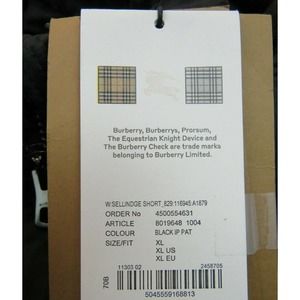 Burberry, Burberrys, Prorsum,
The Equestrian Knight Device and
The Burberry Check are trade marks
belonging to Burberry Limited.
W:SELLINDGE SHORT_829:116945:A1879
ORDER No 4500554631
ARTICLE 8019648 1004
COLOUR BLACK IP PAT
SIZE/FIT XL
XL US
XL EU
11303 02 2458705
70B
5045559168813